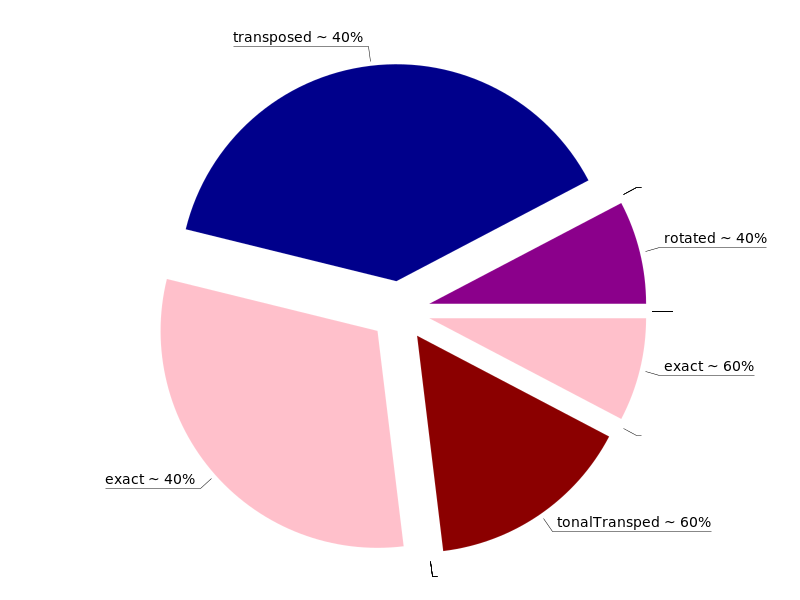 transposed ~ 40%
rotated ~ 40%
exact ~ 60%
exact ~ 40%
tonalTransped ~ 60%